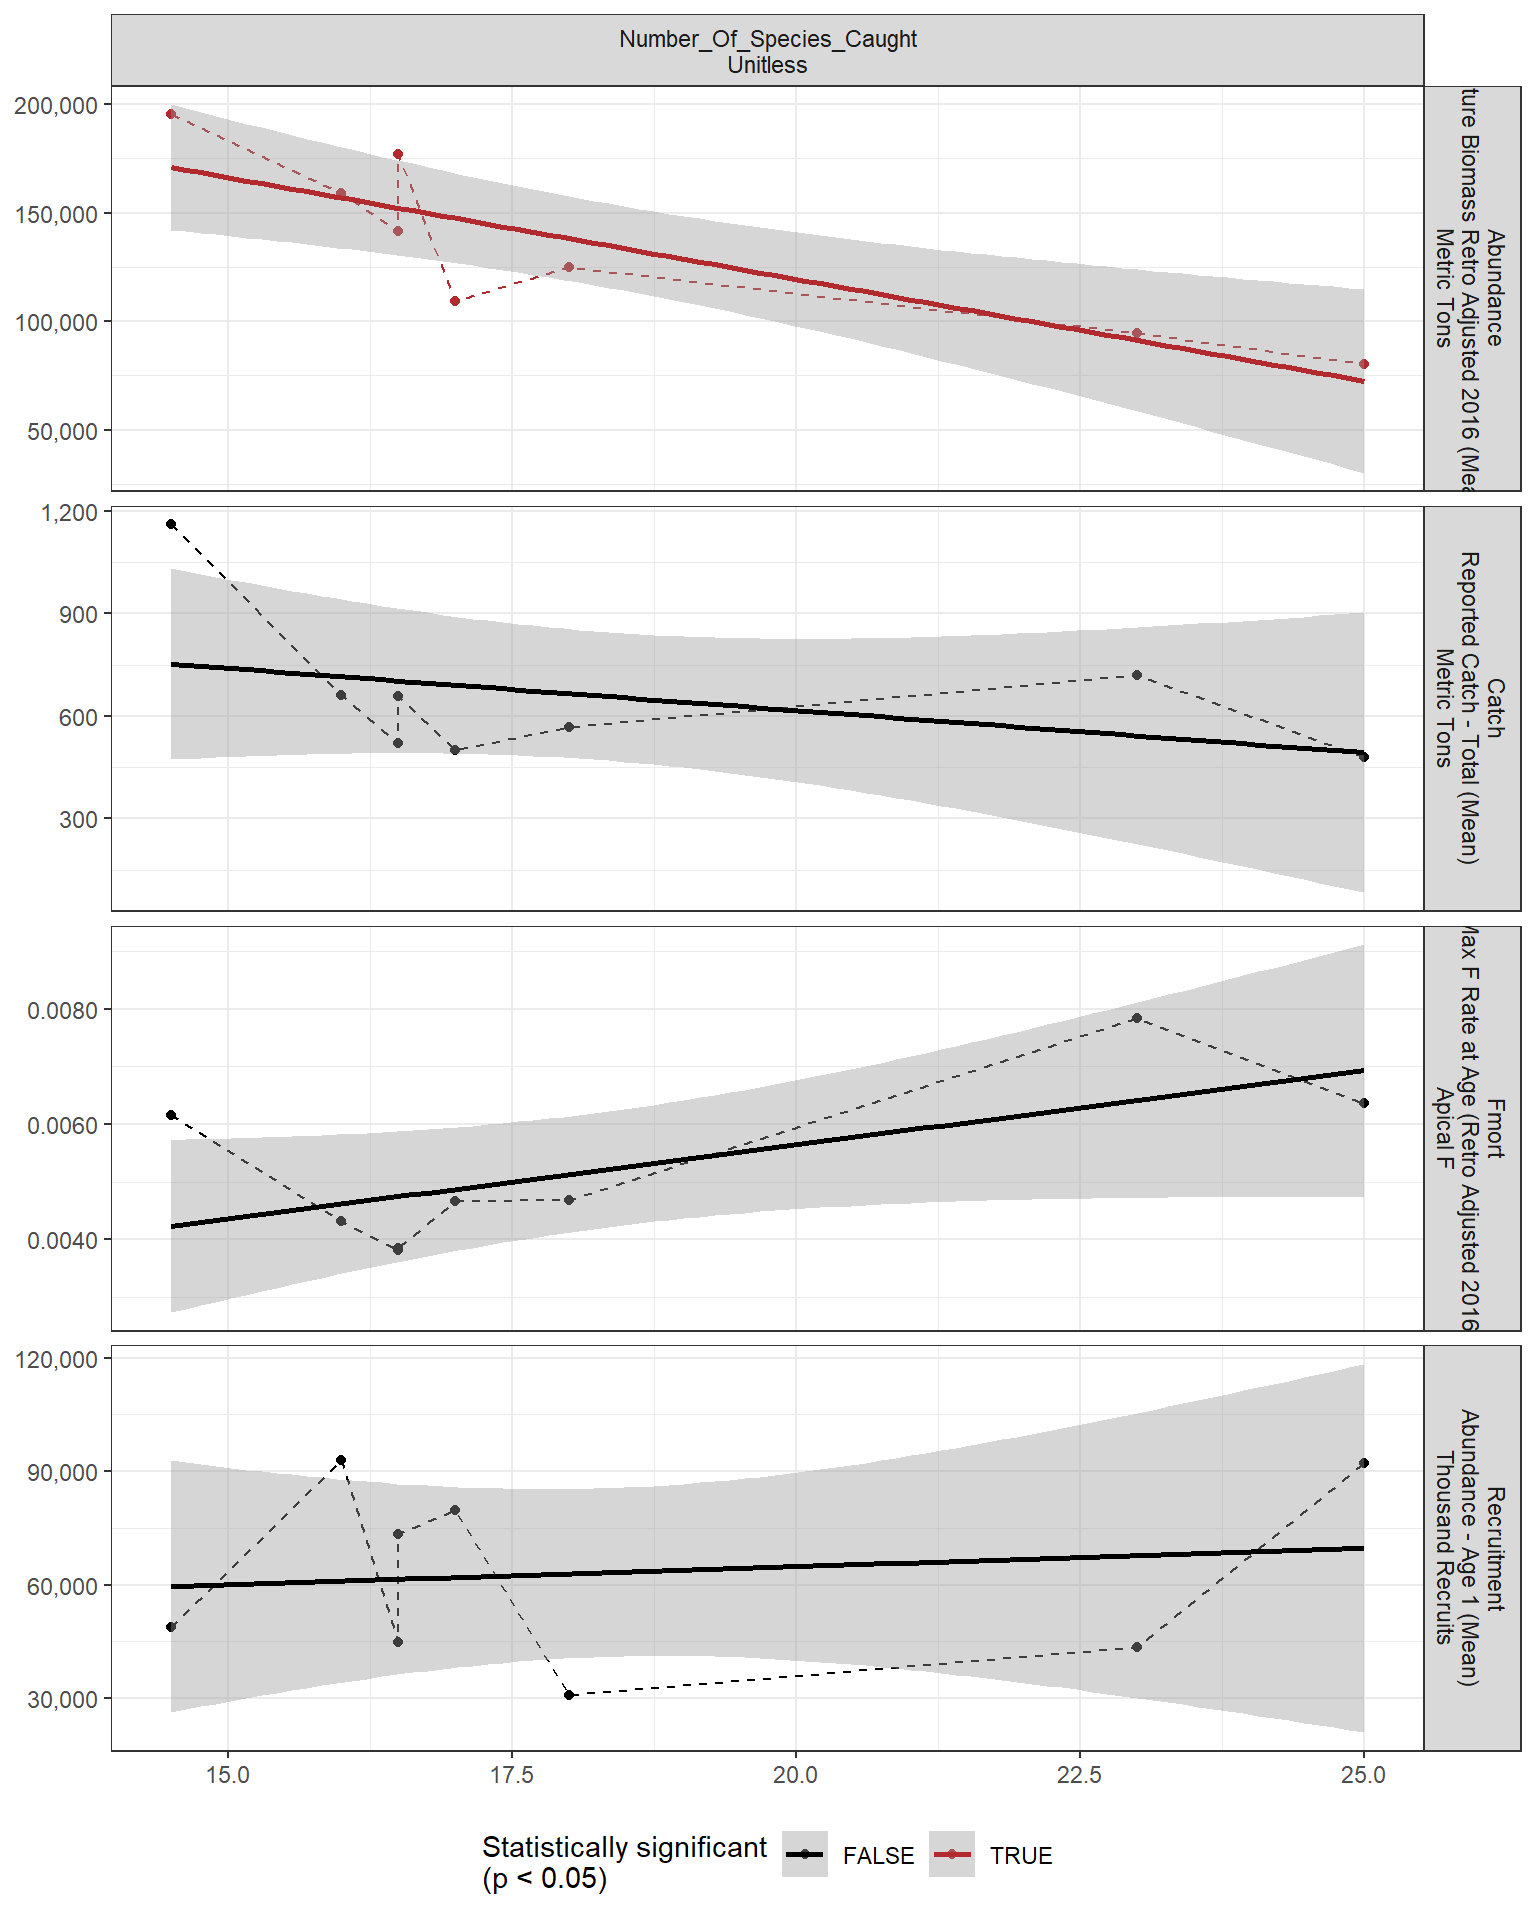 Number_Of_Species_Caught
Unitless
200,000
150,000
100,000
50,000
Abundance
Biomass Retro Adjusted 2016
Metric Tons
1,200
900
600
300
Catch
Reported Catch - Total (Mean)
Metric Tons
0.0080
0.0060
0.0040
Fmort
F Rate at Age (Retro Adjusted 2016
Apical F
120,000
90,000
60,000
30,000
Recruitment
Abundance - Age 1 (Mean)
Thousand Recruits
15.0
17.5
20.0
22.5
25.0
Statistically significant
(p < 0.05)
FALSE
TRUE